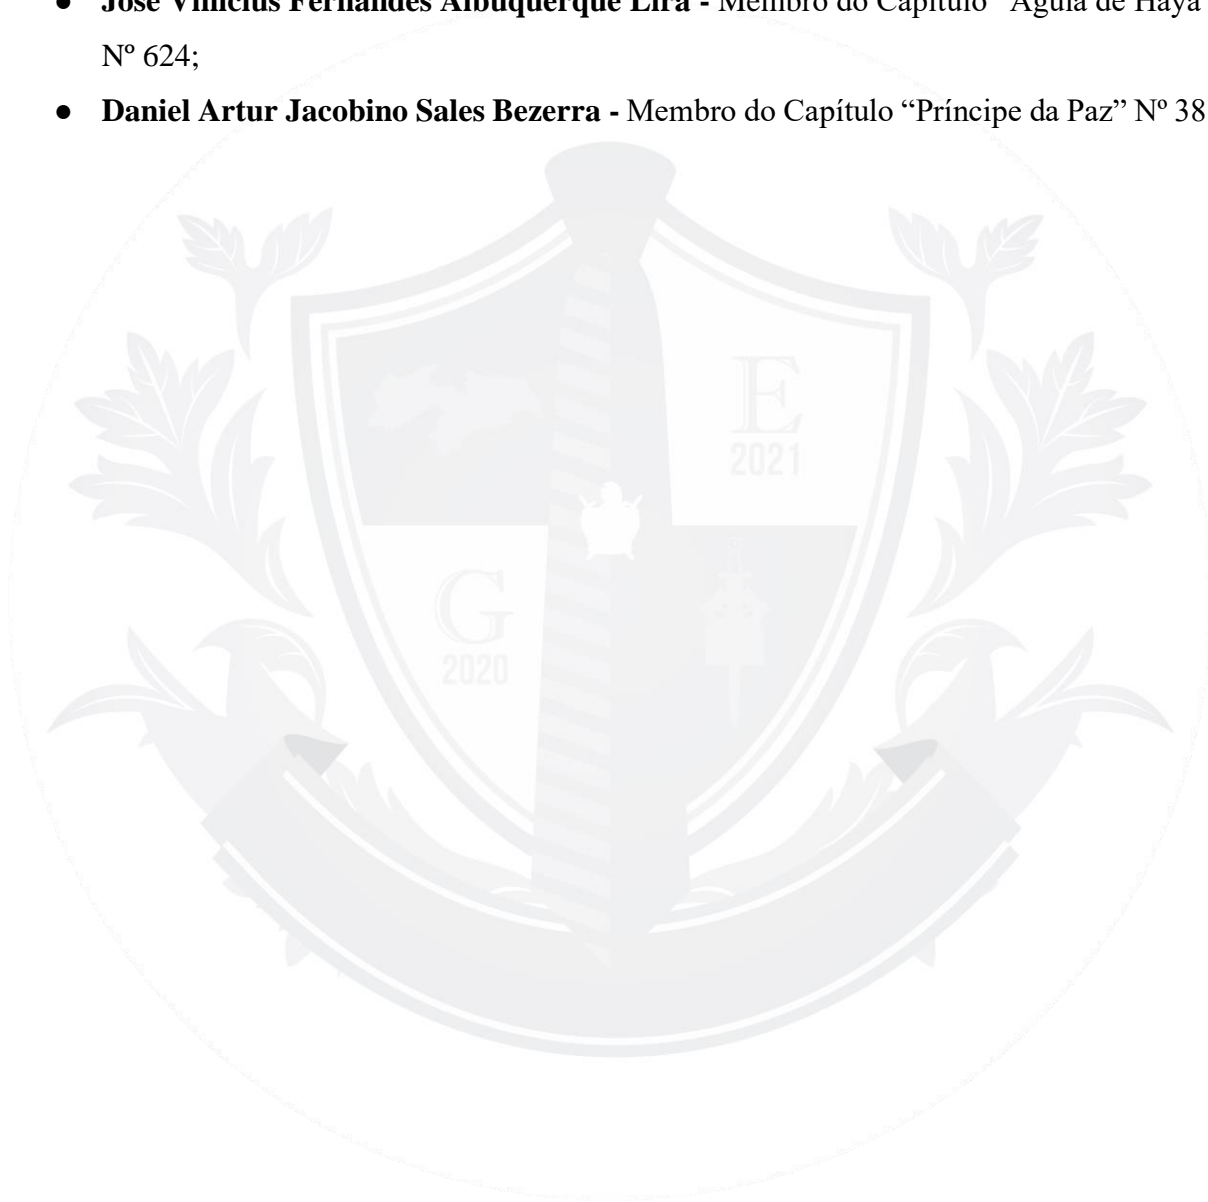 ● José Vinicius Fernandes Albuquerque Lira - Membro do Capítulo “Águia de Haya”
Nº 624;
● Daniel Artur Jacobino Sales Bezerra - Membro do Capítulo “Príncipe da Paz” Nº 38
E
2021
G
2020